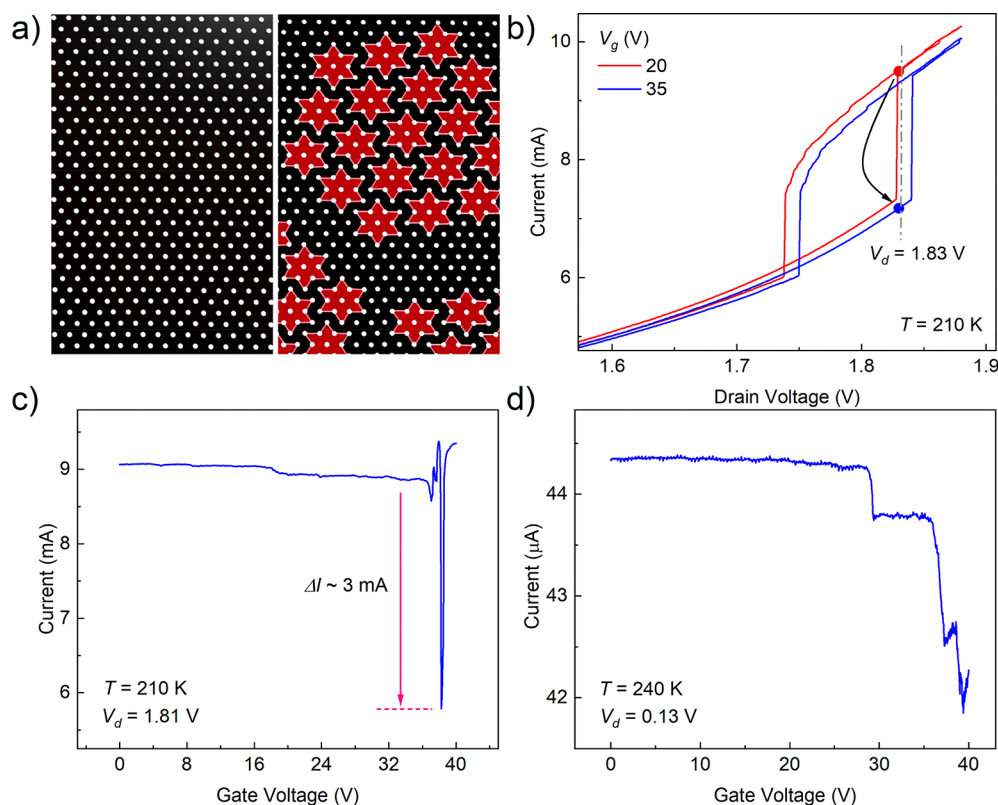 a)
b)
V_g (V)
20
35
10
8
6
Current (mA)
V_d = 1.83 V
T = 210 K
1.6 1.7 1.8 1.9
Drain Voltage (V)
c)
9
8
7
6
Current (mA)
ΔI ~ 3 mA
T = 210 K
V_d = 1.81 V
0 8 16 24 32 40
Gate Voltage (V)
d)
44
43
42
Current (μA)
T = 240 K
V_d = 0.13 V
0 10 20 30 40
Gate Voltage (V)